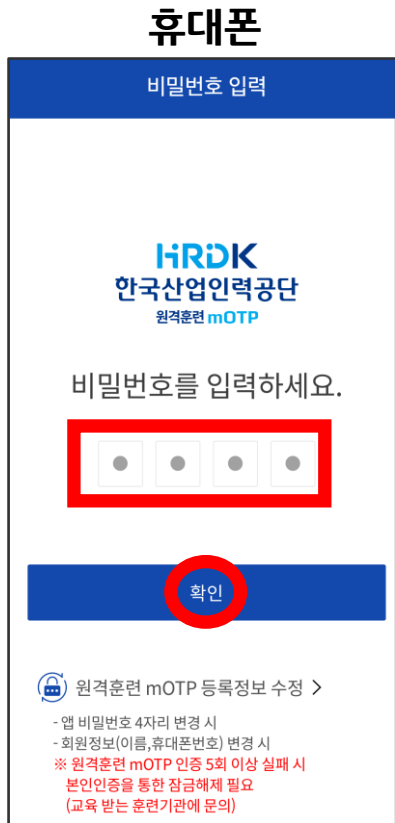 휴대폰
비밀번호 입력
HRDK
한국산업인력공단
원격훈련 mOTP
비밀번호를 입력하세요.
확인
원격훈련 mOTP 등록정보 수정 >
- 앱 비밀번호 4자리 변경 시
- 회원정보(이름,휴대폰번호) 변경 시
※ 원격훈련 mOTP 인증 5회 이상 실패 시
본인인증을 통한 잠금해제 필요
(교육 받는 훈련기관에 문의)